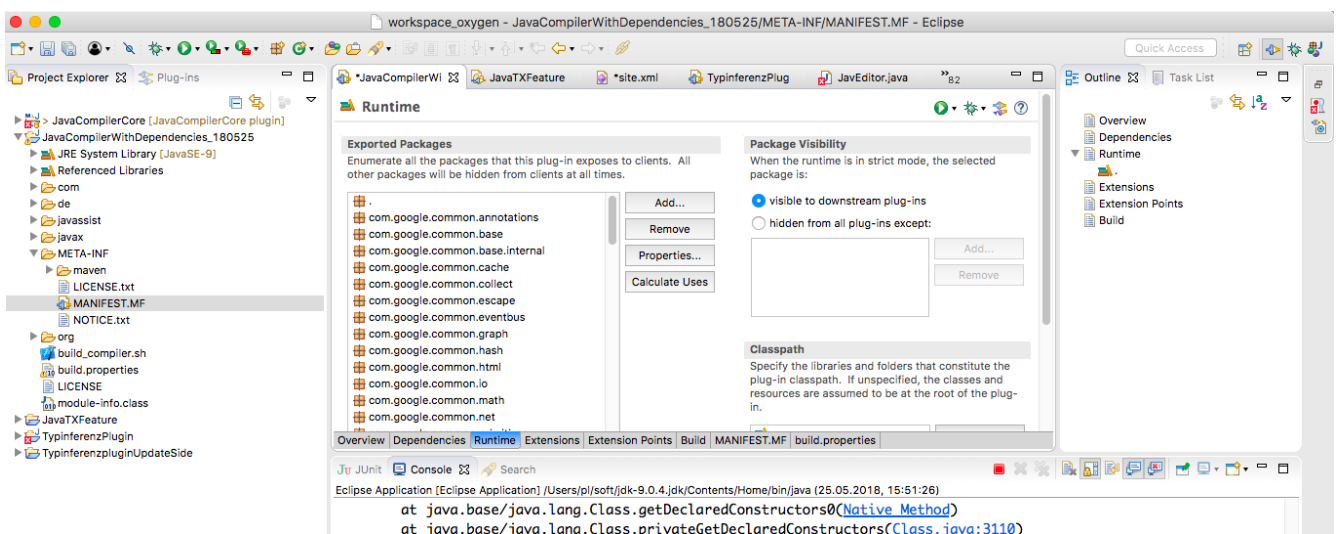 workspace_oxygen - JavaCompilerWithDependencies_180525/META-INF/MANIFEST.MF - Eclipse
Quick Access
Project Explorer
Plug-ins
> JavaCompilerCore [JavaCompilerCore plugin]
JavaCompilerWithDependencies_180525
JRE System Library [JavaSE-9]
Referenced Libraries
com
de
javassist
javax
META-INF
maven
LICENSE.txt
MANIFEST.MF
NOTICE.txt
org
build_compiler.sh
build.properties
LICENSE
module-info.class
JavaTXFeature
TypinferenzPlugin
TypinferenzpluginUpdateSide
*JavaCompilerWi
JavaTXFeature
*site.xml
TypinferenzPlug
JavEditor.java
»82
Runtime
Exported Packages
Enumerate all the packages that this plug-in exposes to clients. All
other packages will be hidden from clients at all times.
.
com.google.common.annotations
com.google.common.base
com.google.common.base.internal
com.google.common.cache
com.google.common.collect
com.google.common.escape
com.google.common.eventbus
com.google.common.graph
com.google.common.hash
com.google.common.html
com.google.common.io
com.google.common.math
com.google.common.net
Add...
Remove
Properties...
Calculate Uses
Package Visibility
When the runtime is in strict mode, the selected
package is:
visible to downstream plug-ins
hidden from all plug-ins except:
Add...
Remove
Classpath
Specify the libraries and folders that constitute the
plug-in classpath. If unspecified, the classes and
resources are assumed to be at the root of the plug-
in.
Overview Dependencies Runtime Extensions Extension Points Build MANIFEST.MF build.properties
Outline
Task List
Overview
Dependencies
Runtime
.
Extensions
Extension Points
Build
JUnit
Console
Search
Eclipse Application [Eclipse Application] /Users/pl/soft/jdk-9.0.4.jdk/Contents/Home/bin/java (25.05.2018, 15:51:26)
at java.base/java.lang.Class.getDeclaredConstructors0(Native Method)
at java.base/java.lang.Class.privateGetDeclaredConstructors(Class.java:3110)